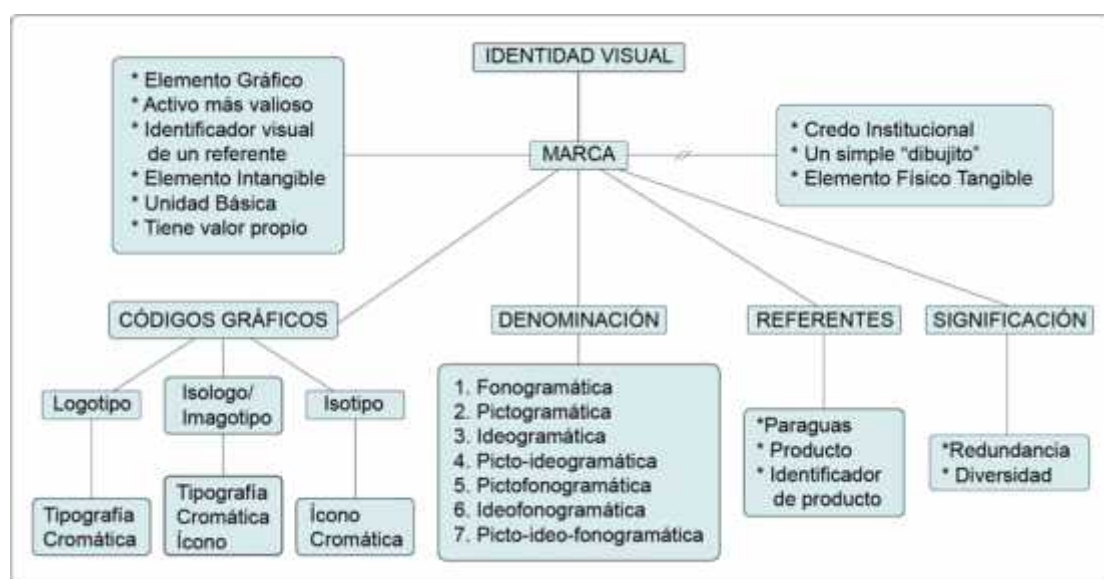 IDENTIDAD VISUAL
* Elemento Gráfico
* Activo más valioso
* Identificador visual
de un referente
* Elemento Intangible
* Unidad Básica
* Tiene valor propio
MARCA
* Credo Institucional
* Un simple “dibujito”
* Elemento Físico Tangible
CÓDIGOS GRÁFICOS
DENOMINACIÓN
REFERENTES
SIGNIFICACIÓN
Logotipo
Isologo/
Imagotipo
Isotipo
Tipografía
Cromática
Tipografía
Cromática
Ícono
Ícono
Cromática
1. Fonogramática
2. Pictogramática
3. Ideogramática
4. Picto-ideogramática
5. Pictofonogramática
6. Ideofonogramática
7. Picto-ideo-fonogramática
*Paraguas
* Producto
* Identificador
de producto
*Redundancia
* Diversidad